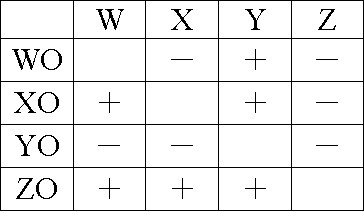 W X Y Z
WO − + −
XO + + −
YO − − −
ZO + + +